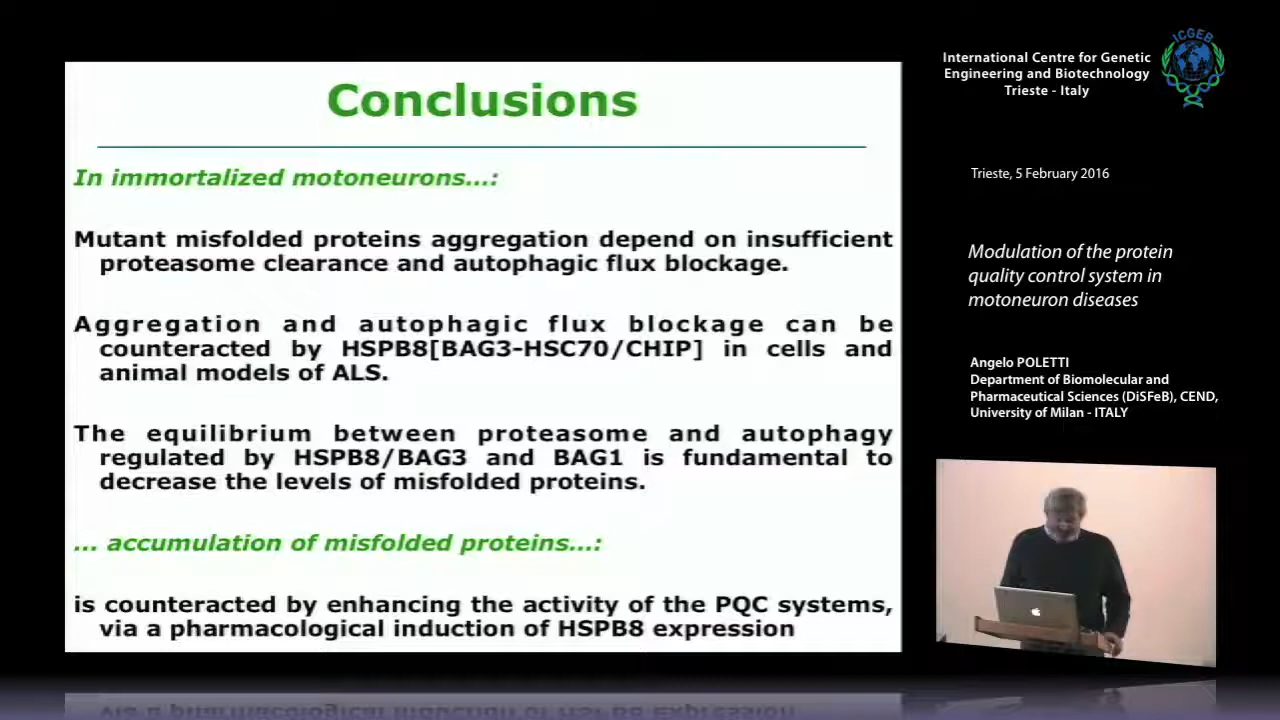 Conclusions
In immortalized motoneurons...:
Mutant misfolded proteins aggregation depend on insufficient
proteasome clearance and autophagic flux blockage.
Aggregation and autophagic flux blockage can be
counteracted by HSPB8[BAG3-HSC70/CHIP] in cells and
animal models of ALS.
The equilibrium between proteasome and autophagy
regulated by HSPB8/BAG3 and BAG1 is fundamental to
decrease the levels of misfolded proteins.
... accumulation of misfolded proteins...:
is counteracted by enhancing the activity of the PQC systems,
via a pharmacological induction of HSPB8 expression
International Centre for Genetic
Engineering and Biotechnology
Trieste - Italy
ICGEB
Trieste, 5 February 2016
Modulation of the protein
quality control system in
motoneuron diseases
Angelo POLETTI
Department of Biomolecular and
Pharmaceutical Sciences (DiSFeB), CEND,
University of Milan - ITALY